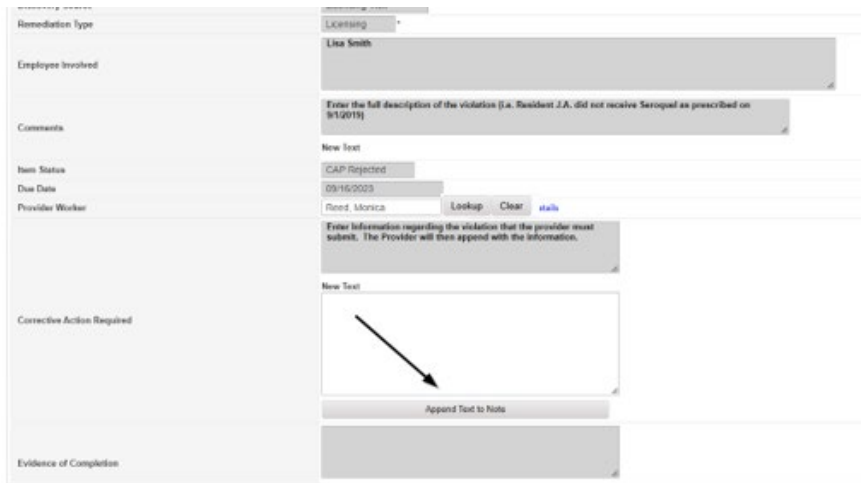 Remediation Type Licensing *
Lisa Smith
Employee Involved
Enter the full description of the violation (i.e. Resident J.A. did not receive Seroquel as prescribed on
9/1/2019)
Comments
New Text
Item Status CAP Rejected
Due Date 09/16/2023
Provider Worker Reed, Monica Lookup Clear etails
Enter Information regarding the violation that the provider must
submit. The Provider will then append with the information.
New Text
Corrective Action Required
Append Text to Note
Evidence of Completion